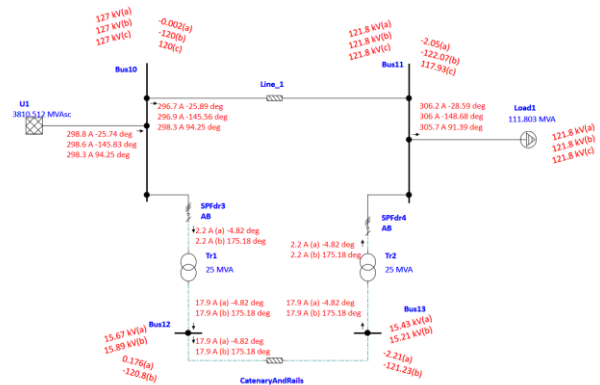 127 kV(a)
127 kV(b)
127 kV(c)
-0.002(a)
-120(b)
120(c)
Bus10
121.8 kV(a)
121.8 kV(b)
121.8 kV(c)
-2.05(a)
-122.07(b)
117.93(c)
Bus11
Line_1
U1
3810.512 MVAsc
296.7 A -25.89 deg
296.9 A -145.56 deg
298.3 A 94.25 deg
306.2 A -28.59 deg
306 A -148.68 deg
305.7 A 91.39 deg
Load1
111.803 MVA
298.8 A -25.74 deg
298.6 A -145.83 deg
298.3 A 94.25 deg
121.8 kV(a)
121.8 kV(b)
121.8 kV(c)
SPFdr3
AB
SPFdr4
AB
2.2 A (a) -4.82 deg
2.2 A (b) 175.18 deg
2.2 A (a) -4.82 deg
2.2 A (b) 175.18 deg
Tr1
25 MVA
Tr2
25 MVA
17.9 A (a) -4.82 deg
17.9 A (b) 175.18 deg
17.9 A (a) -4.82 deg
17.9 A (b) 175.18 deg
Bus12
15.67 kV(a)
15.89 kV(b)
0.176(a)
-120.8(b)
17.9 A (a) -4.82 deg
17.9 A (b) 175.18 deg
Bus13
15.43 kV(a)
15.21 kV(b)
-2.21(a)
-121.23(b)
CatenaryAndRails